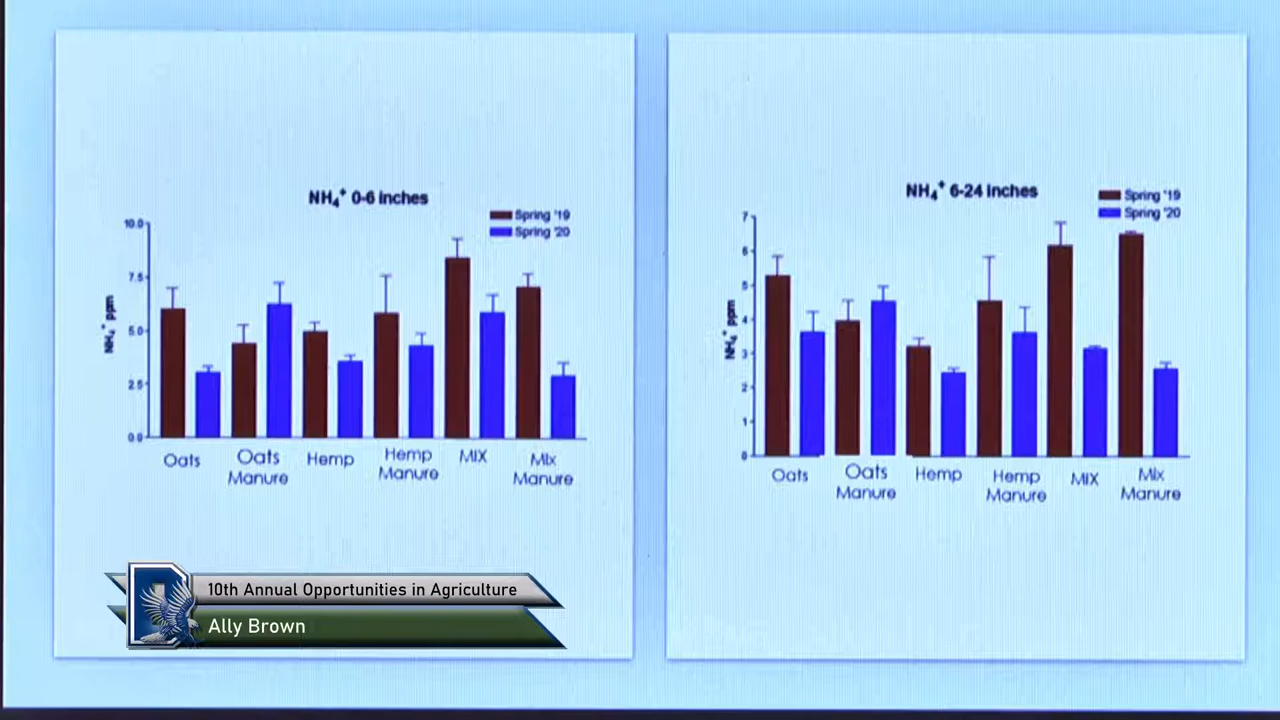 NH₄⁺ 0-6 inches
Spring '19
Spring '20
10.0
7.5
5.0
2.5
0.0
NH₄⁺ ppm
Oats
Oats
Manure
Hemp
Hemp
Manure
MIX
Mix
Manure
NH₄⁺ 6-24 inches
Spring '19
Spring '20
7
6
5
4
3
2
1
0
NH₄⁺ ppm
Oats
Oats
Manure
Hemp
Hemp
Manure
MIX
Mix
Manure
10th Annual Opportunities in Agriculture
Ally Brown